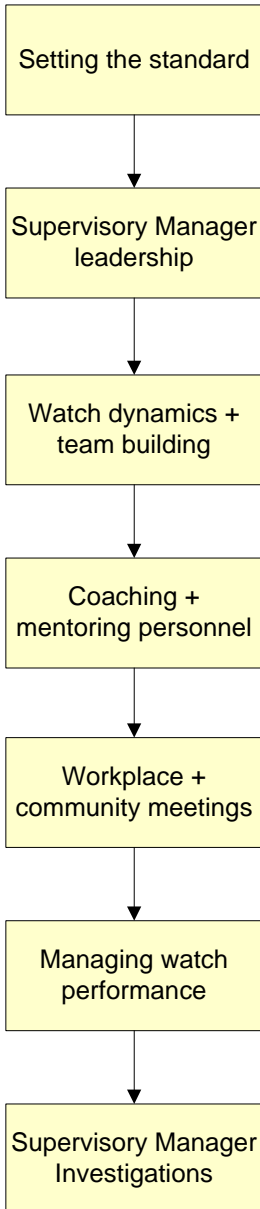 Setting the standard
Supervisory Manager
leadership
Watch dynamics +
team building
Coaching +
mentoring personnel
Workplace +
community meetings
Managing watch
performance
Supervisory Manager
Investigations